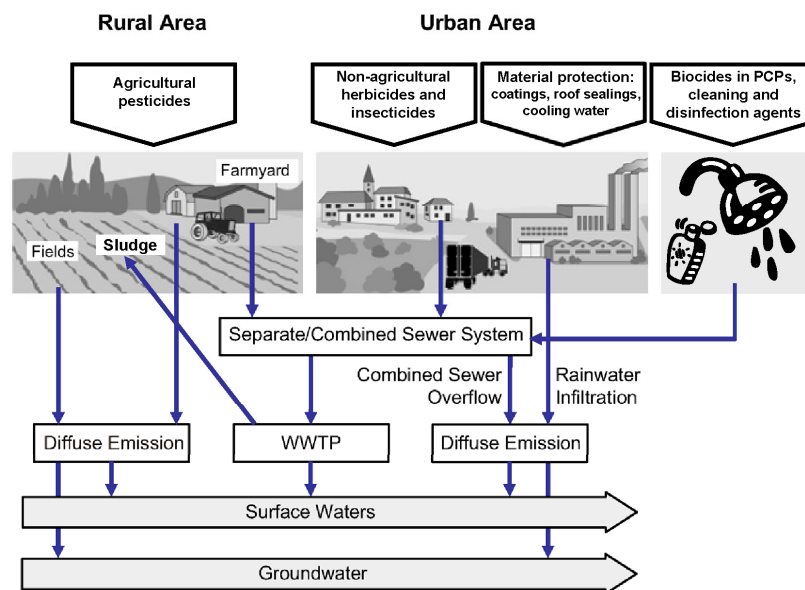 Rural Area
Urban Area
Agricultural
pesticides
Non-agricultural
herbicides and
insecticides
Material protection:
coatings, roof sealings,
cooling water
Biocides in PCPs,
cleaning and
disinfection agents
Farmyard
Fields
Sludge
Separate/Combined Sewer System
Combined Sewer
Overflow
Rainwater
Infiltration
Diffuse Emission
WWTP
Diffuse Emission
Surface Waters
Groundwater